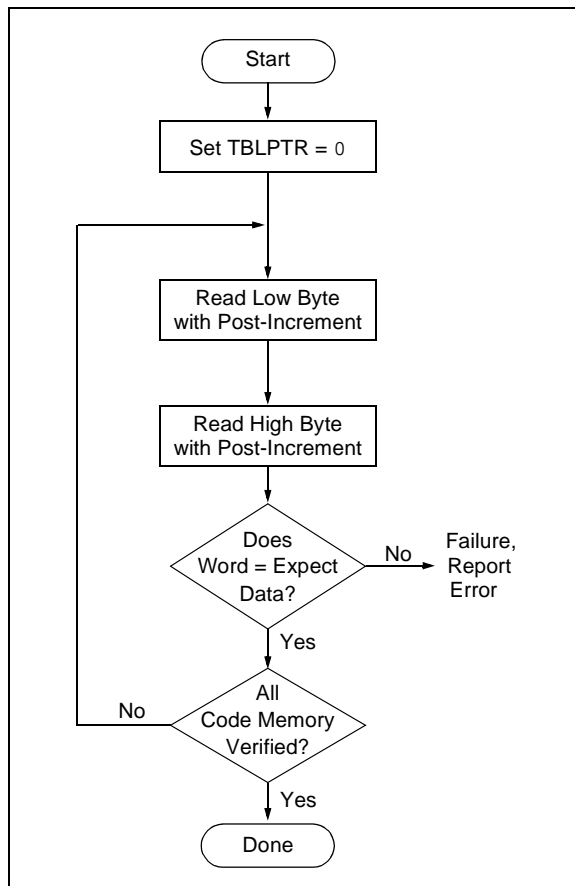 Start
Set TBLPTR = 0
Read Low Byte
with Post-Increment
Read High Byte
with Post-Increment
Does
Word = Expect
Data?
No
Failure,
Report
Error
Yes
All
Code Memory
Verified?
No
Yes
Done